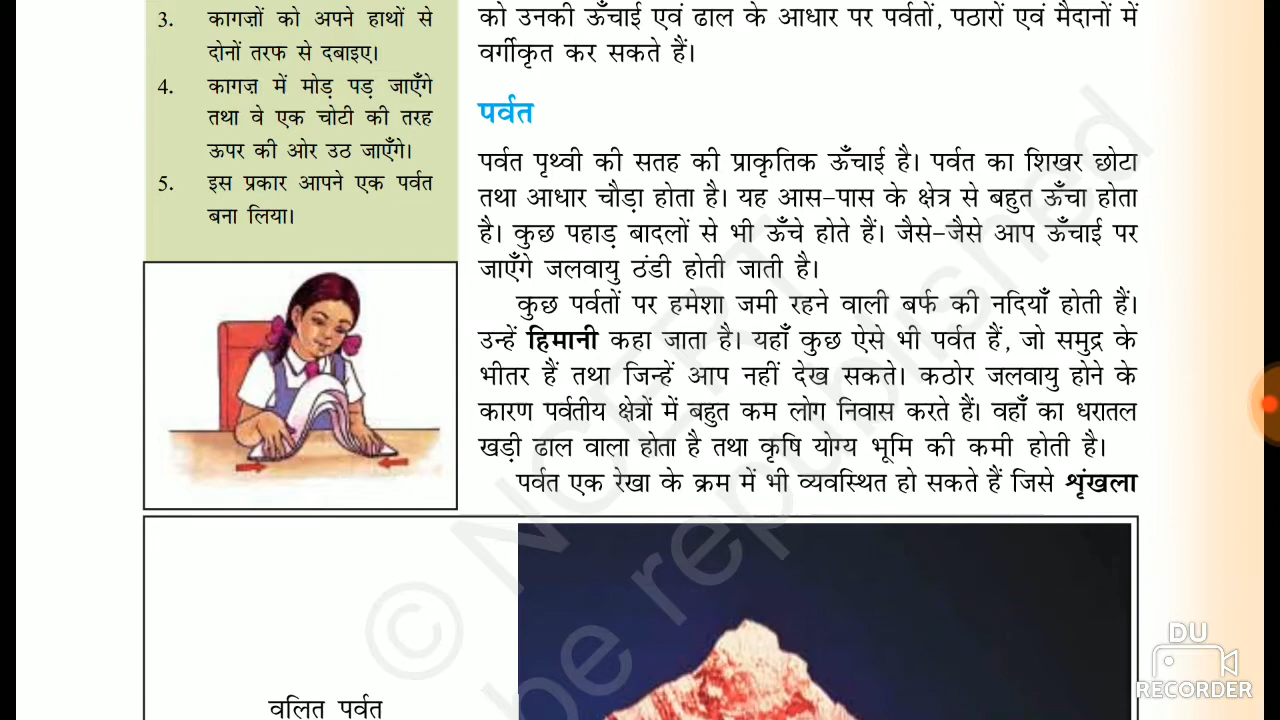 3. कागज़ों को अपने हाथों से
दोनों तरफ से दबाइए।
4. कागज़ में मोड़ पड़ जाएँगे
तथा वे एक चोटी की तरह
ऊपर की ओर उठ जाएँगे।
5. इस प्रकार आपने एक पर्वत
बना लिया।
को उनकी ऊँचाई एवं ढाल के आधार पर पर्वतों, पठारों एवं मैदानों में
वर्गीकृत कर सकते हैं।
पर्वत
पर्वत पृथ्वी की सतह की प्राकृतिक ऊँचाई है। पर्वत का शिखर छोटा
तथा आधार चौड़ा होता है। यह आस-पास के क्षेत्र से बहुत ऊँचा होता
है। कुछ पहाड़ बादलों से भी ऊँचे होते हैं। जैसे-जैसे आप ऊँचाई पर
जाएँगे जलवायु ठंडी होती जाती है।
कुछ पर्वतों पर हमेशा जमी रहने वाली बर्फ की नदियाँ होती हैं।
उन्हें हिमानी कहा जाता है। यहाँ कुछ ऐसे भी पर्वत हैं, जो समुद्र के
भीतर हैं तथा जिन्हें आप नहीं देख सकते। कठोर जलवायु होने के
कारण पर्वतीय क्षेत्रों में बहुत कम लोग निवास करते हैं। वहाँ का धरातल
खड़ी ढाल वाला होता है तथा कृषि योग्य भूमि की कमी होती है।
पर्वत एक रेखा के क्रम में भी व्यवस्थित हो सकते हैं जिसे शृंखला
वलित पर्वत
© NCERT
be republished
DU
RECORDER